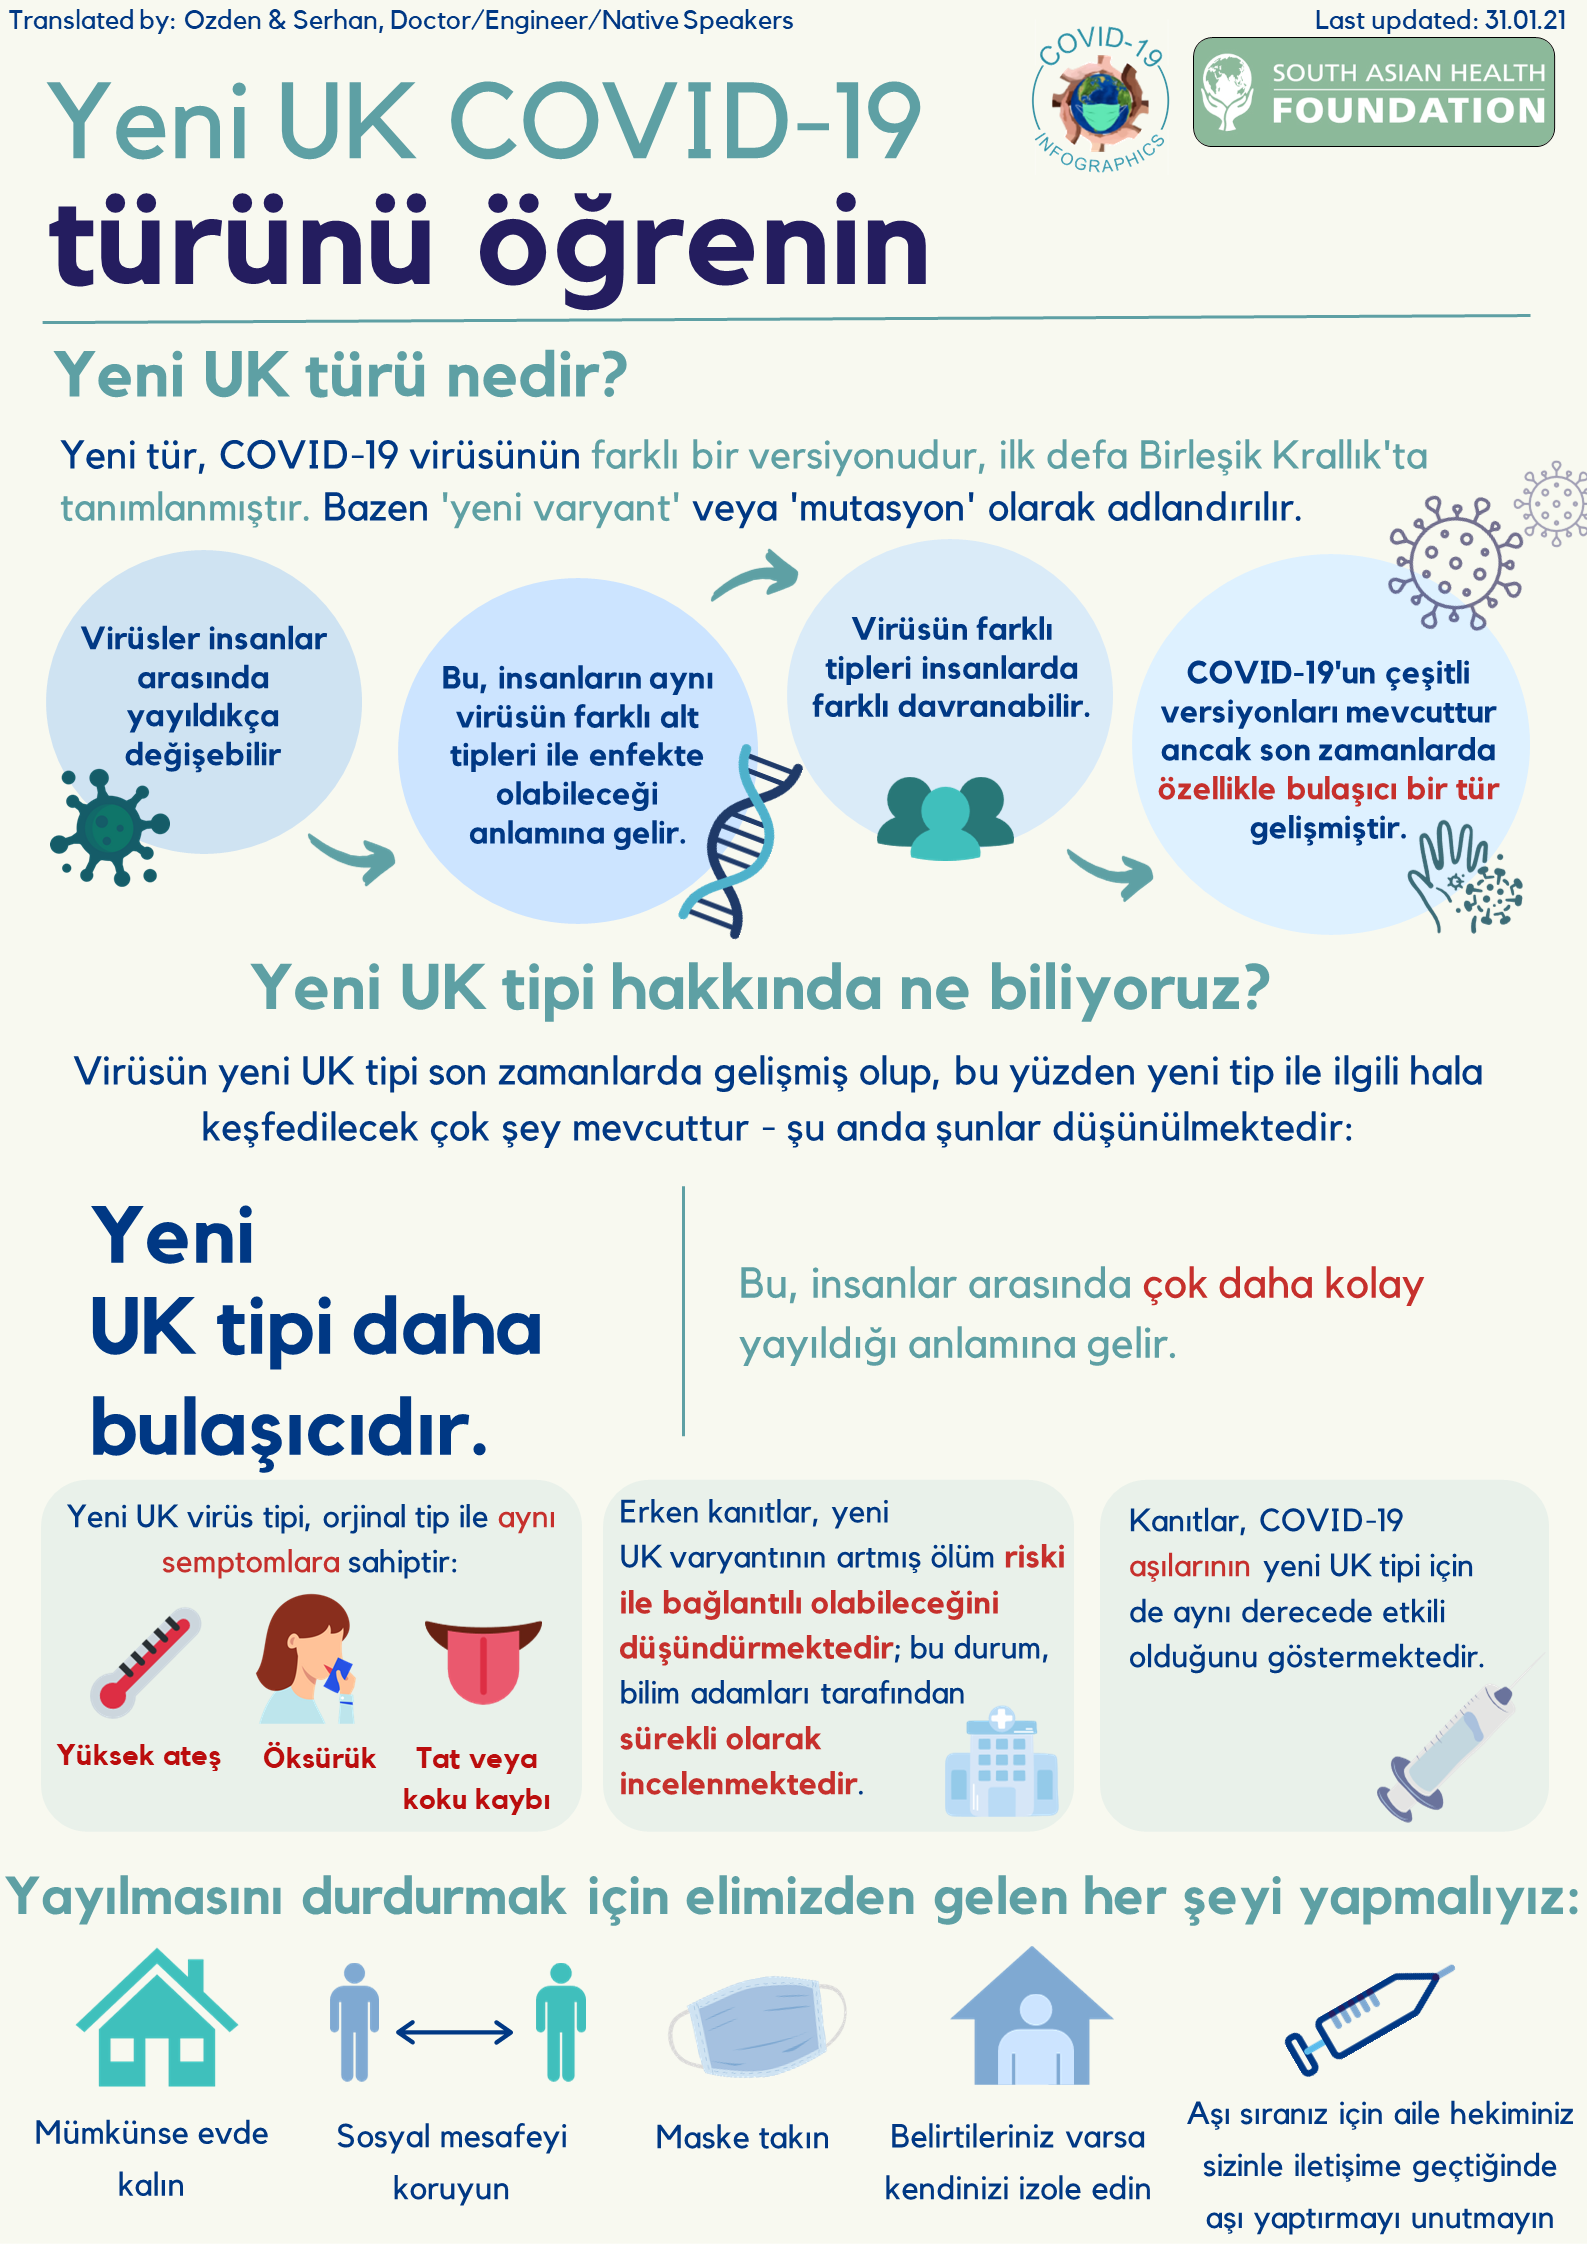 Translated by: Ozden & Serhan, Doctor/Engineer/Native Speakers
Last updated: 31.01.21
COVID-19
INFOGRAPHICS
SOUTH ASIAN HEALTH
FOUNDATION
Yeni UK COVID-19
türünü öğrenin
Yeni UK türü nedir?
Yeni tür, COVID-19 virüsünün farklı bir versiyonudur, ilk defa Birleşik Krallık'ta
tanımlanmıştır. Bazen 'yeni varyant' veya 'mutasyon' olarak adlandırılır.
Virüsler insanlar
arasında
yayıldıkça
değişebilir
Bu, insanların aynı
virüsün farklı alt
tipleri ile enfekte
olabileceği
anlamına gelir.
Virüsün farklı
tipleri insanlarda
farklı davranabilir.
COVID-19'un çeşitli
versiyonları mevcuttur
ancak son zamanlarda
özellikle bulaşıcı bir tür
gelişmiştir.
Yeni UK tipi hakkında ne biliyoruz?
Virüsün yeni UK tipi son zamanlarda gelişmiş olup, bu yüzden yeni tip ile ilgili hala
keşfedilecek çok şey mevcuttur - şu anda şunlar düşünülmektedir:
Yeni
UK tipi daha
bulaşıcıdır.
Bu, insanlar arasında çok daha kolay
yayıldığı anlamına gelir.
Yeni UK virüs tipi, orjinal tip ile aynı
semptomlara sahiptir:
Yüksek ateş
Öksürük
Tat veya
koku kaybı
Erken kanıtlar, yeni
UK varyantının artmış ölüm riski
ile bağlantılı olabileceğini
düşündürmektedir; bu durum,
bilim adamları tarafından
sürekli olarak
incelenmektedir.
Kanıtlar, COVID-19
aşılarının yeni UK tipi için
de aynı derecede etkili
olduğunu göstermektedir.
Yayılmasını durdurmak için elimizden gelen her şeyi yapmalıyız:
Mümkünse evde
kalın
Sosyal mesafeyi
koruyun
Maske takın
Belirtileriniz varsa
kendinizi izole edin
Aşı sıranız için aile hekiminiz
sizinle iletişime geçtiğinde
aşı yaptırmayı unutmayın